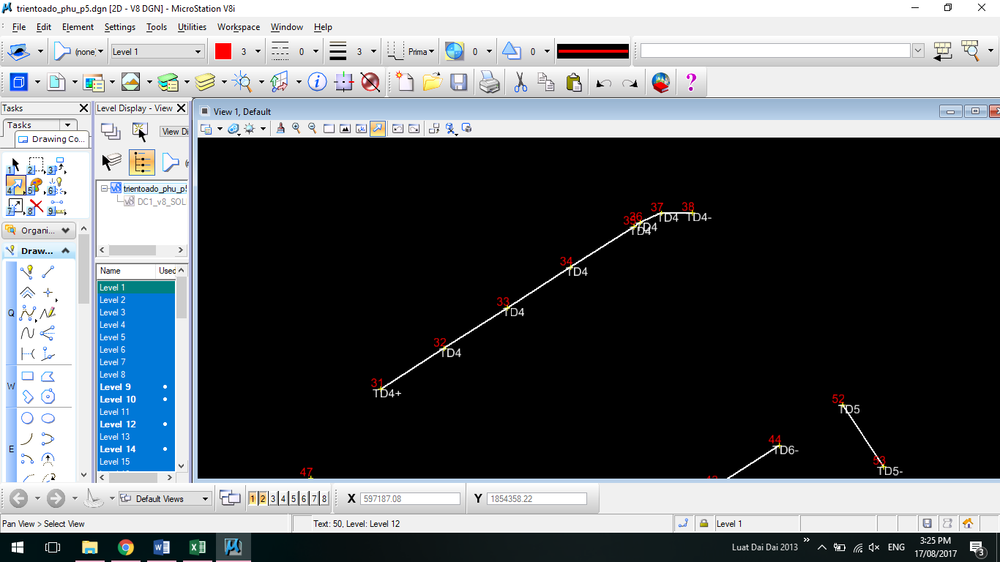 trientoado_phu_p5.dgn [2D - V8 DGN] - MicroStation V8i
File Edit Element Settings Tools Utilities Workspace Window Help
(none) Level 1 3 0 3 Prima 0 0
Tasks
Level Display - View
View 1, Default
Tasks
Drawing Co...
View Di
1 2 3
4 5 6
7 8 9
trientoado_phu_p5
DC1_v8_SOL
Organi...
Draw...
Name Used
Level 1
Level 2
Level 3
Level 4
Level 5
Level 6
Level 7
Level 8
Level 9
Level 10
Level 11
Level 12
Level 13
Level 14
Level 15
Q
W
E
37 38
TD4 TD4-
35 36
TD4 TD4
34
TD4
33
TD4
32
TD4
31
TD4+
52
TD5
44
TD6-
53
TD5-
47
Default Views 1 2 3 4 5 6 7 8 X 597187.08 Y 1854358.22
Pan View > Select View Text: 50, Level: Level 12 Level 1
Luat Dai Dai 2013 ENG 3:25 PM
17/08/2017 3